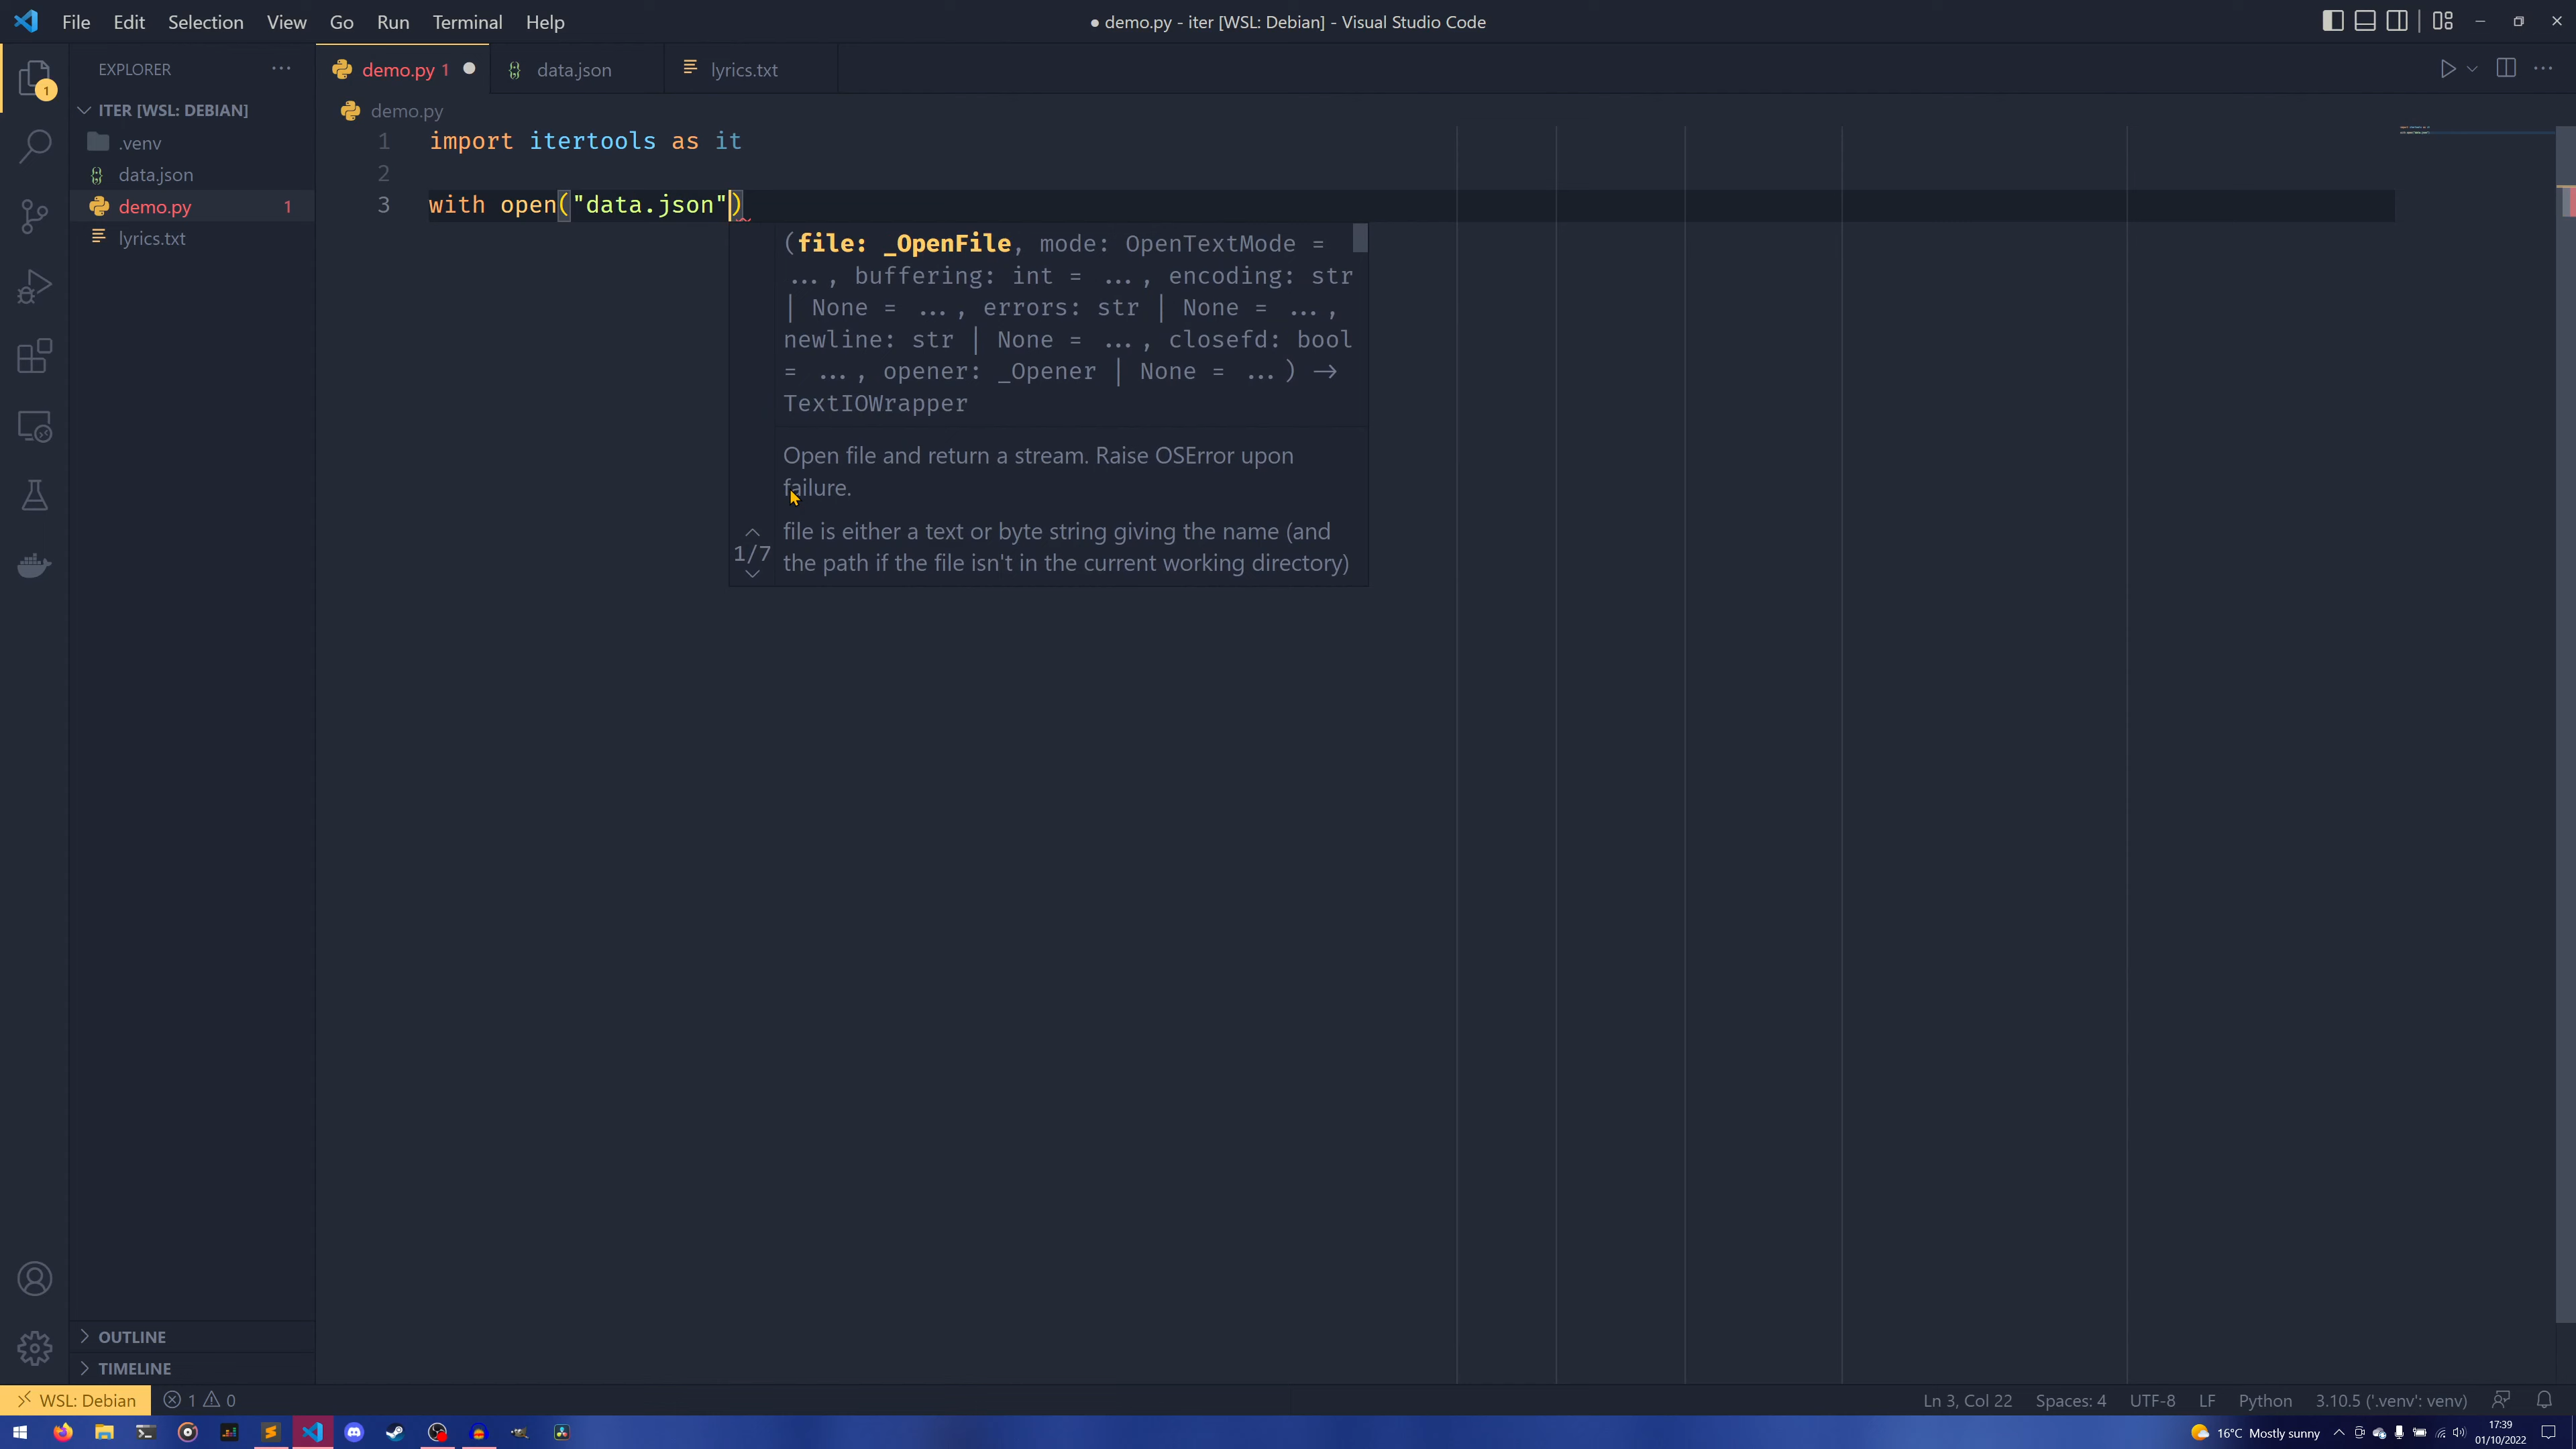 File Edit Selection View Go Run Terminal Help
● demo.py - iter [WSL: Debian] - Visual Studio Code
EXPLORER ···
demo.py 1 ●
data.json
lyrics.txt
1
ITER [WSL: DEBIAN]
.venv
data.json
demo.py 1
lyrics.txt
demo.py
1 import itertools as it
2
3 with open("data.json")
(file: _OpenFile, mode: OpenTextMode =
..., buffering: int = ..., encoding: str
| None = ..., errors: str | None = ...,
newline: str | None = ..., closefd: bool
= ..., opener: _Opener | None = ...) →
TextIOWrapper
Open file and return a stream. Raise OSError upon
failure.
1/7
file is either a text or byte string giving the name (and
the path if the file isn't in the current working directory)
OUTLINE
TIMELINE
WSL: Debian 1 0
Ln 3, Col 22 Spaces: 4 UTF-8 LF Python 3.10.5 ('.venv': venv)
16°C Mostly sunny
17:39
01/10/2022